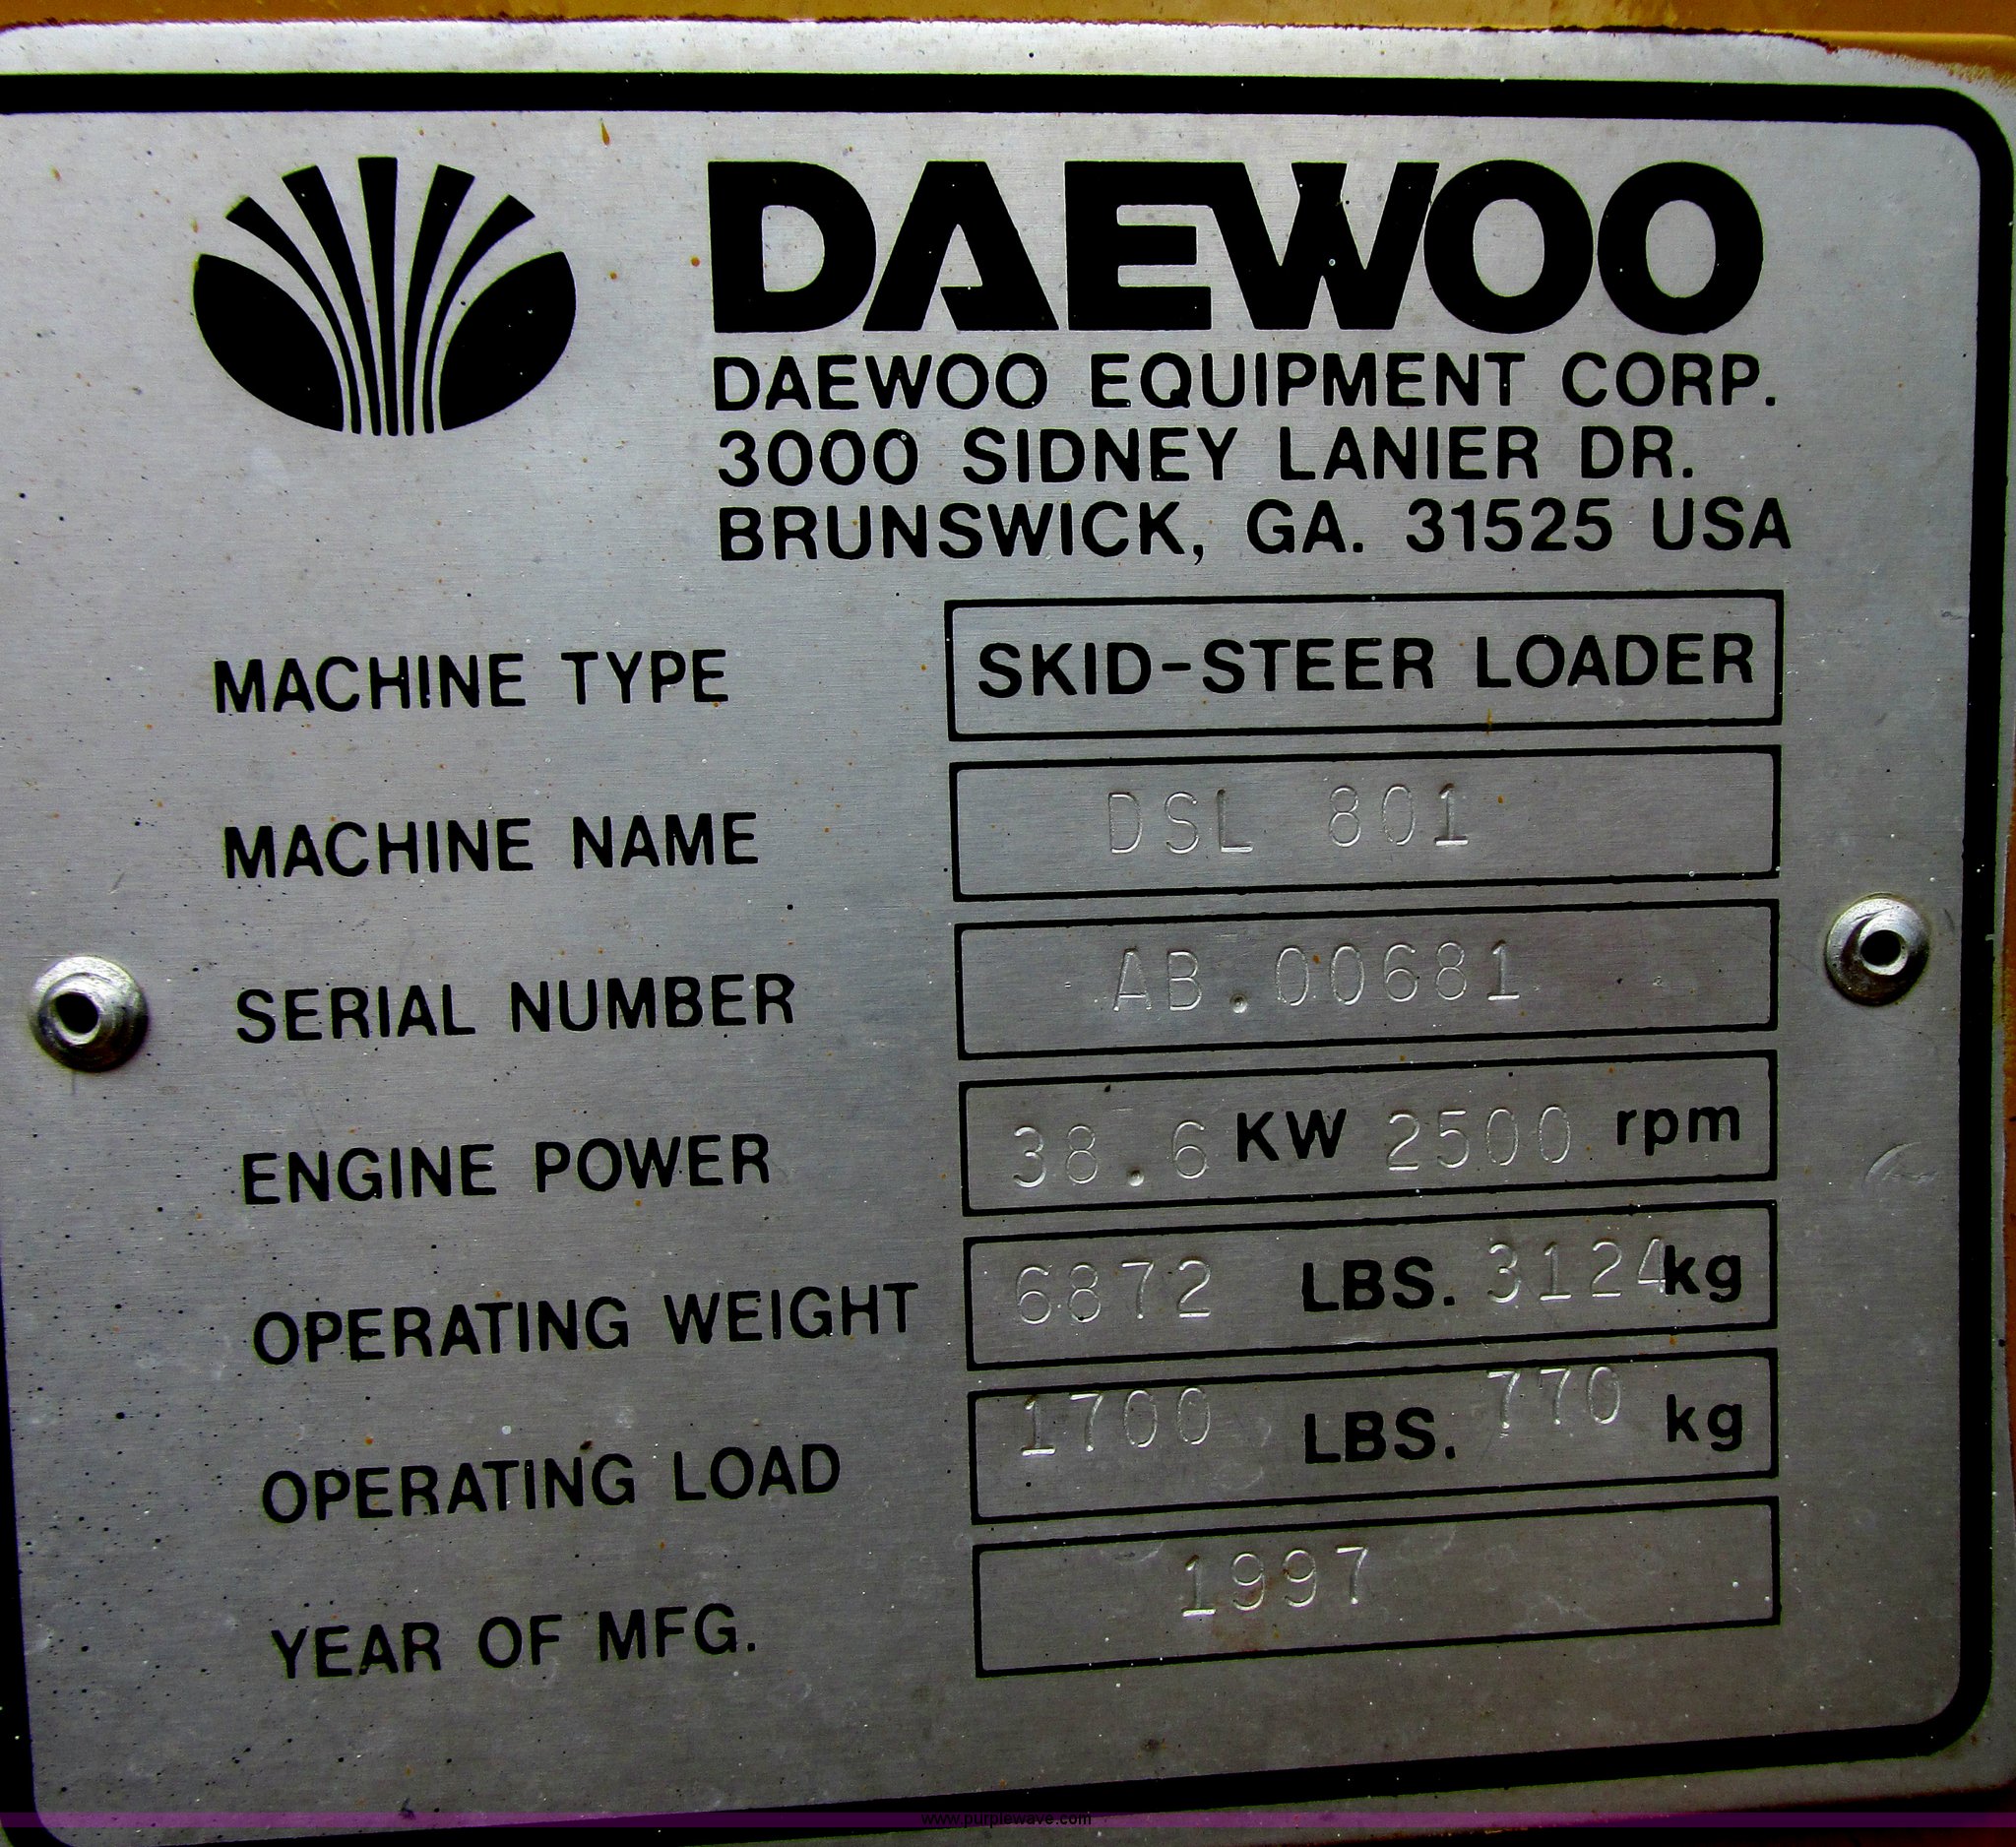 DAEWOO
DAEWOO EQUIPMENT CORP.
3000 SIDNEY LANIER DR.
BRUNSWICK, GA. 31525 USA
MACHINE TYPE SKID-STEER LOADER
MACHINE NAME DSL 801
SERIAL NUMBER AB.00681
ENGINE POWER 38.6 KW 2500 rpm
OPERATING WEIGHT 6872 LBS. 3124 kg
OPERATING LOAD 1700 LBS. 770 kg
YEAR OF MFG. 1997
www.purplewave.com